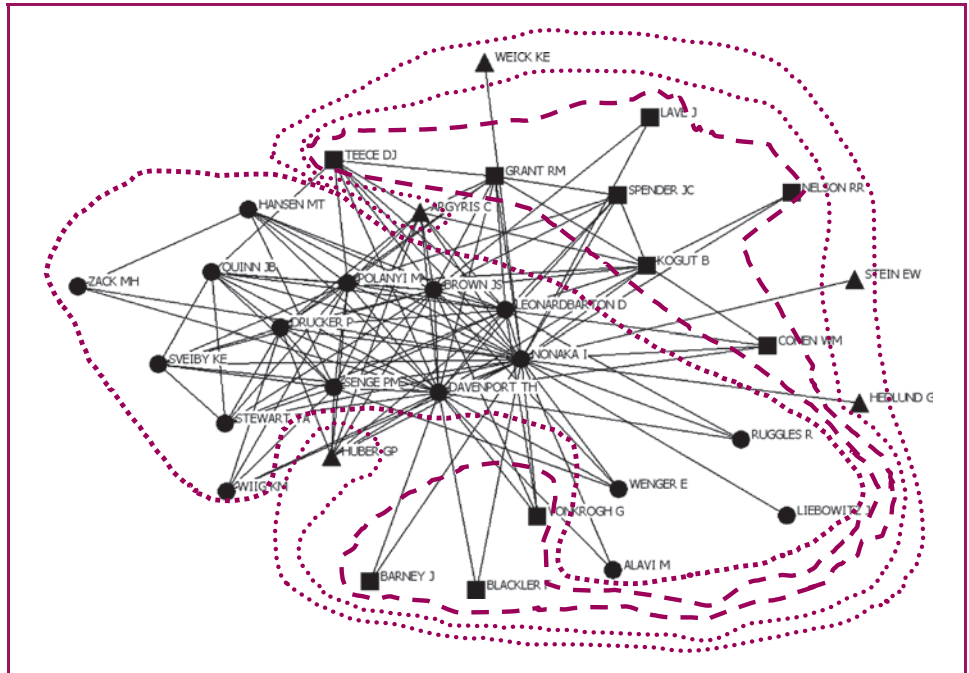 WEICK KE
LAVE J
TEECE DJ
GRANT RM
SPENDER JC
NELSON RR
HANSEN MT
ARGYRIS C
KOGUT B
STEIN EW
QUINN JB
ZACK MH
POLANYI M
BROWN JS
LEONARDBARTON D
DRUCKER P
COHEN WM
NONAKA I
SVEIBY KE
SENGE PM
DAVENPORT TH
HEDLUND G
STEWART TA
RUGGLES R
HUBER GP
WIIG KM
WENGER E
VONKROGH G
LIEBOWITZ J
ALAVI M
BARNEY J
BLACKLER F